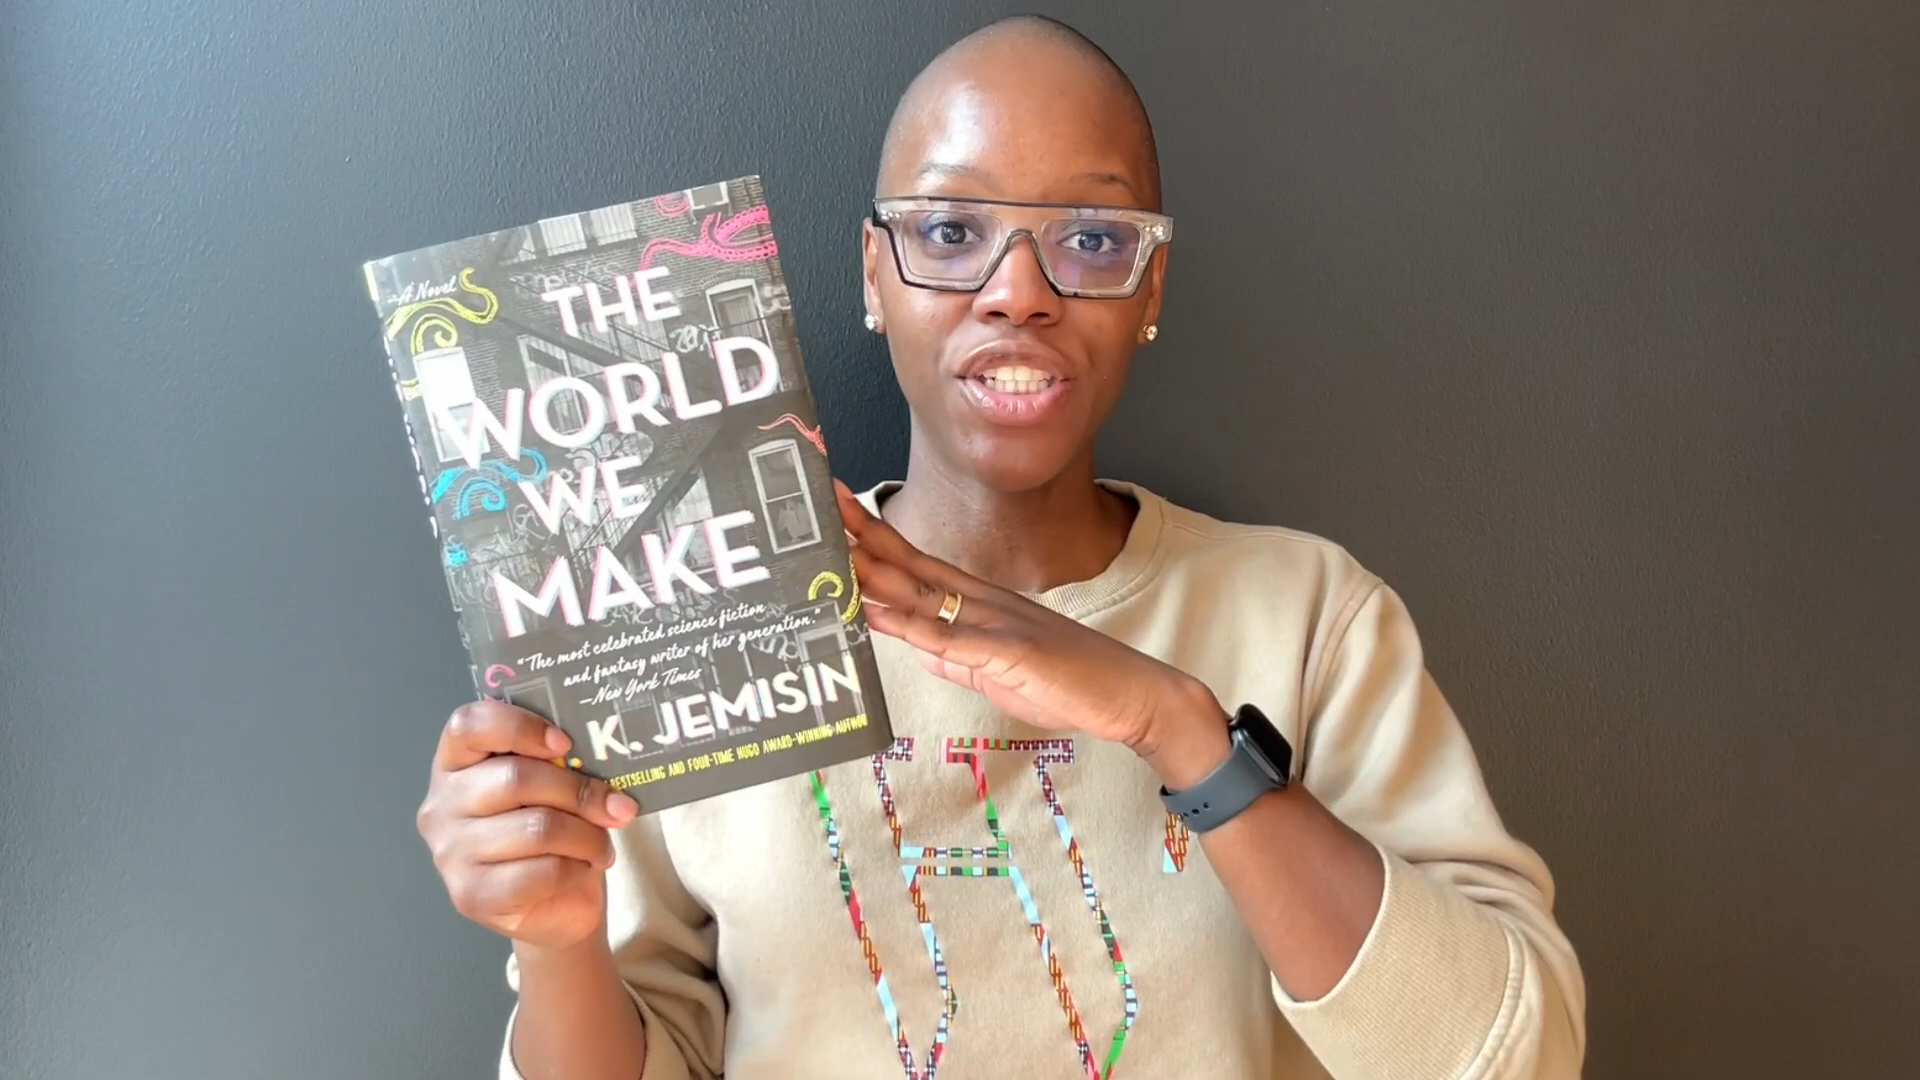 A Novel
THE
WORLD
WE
MAKE
"The most celebrated science fiction
and fantasy writer of her generation."
—New York Times
K. JEMISIN
BESTSELLING AND FOUR-TIME HUGO AWARD-WINNING AUTHOR